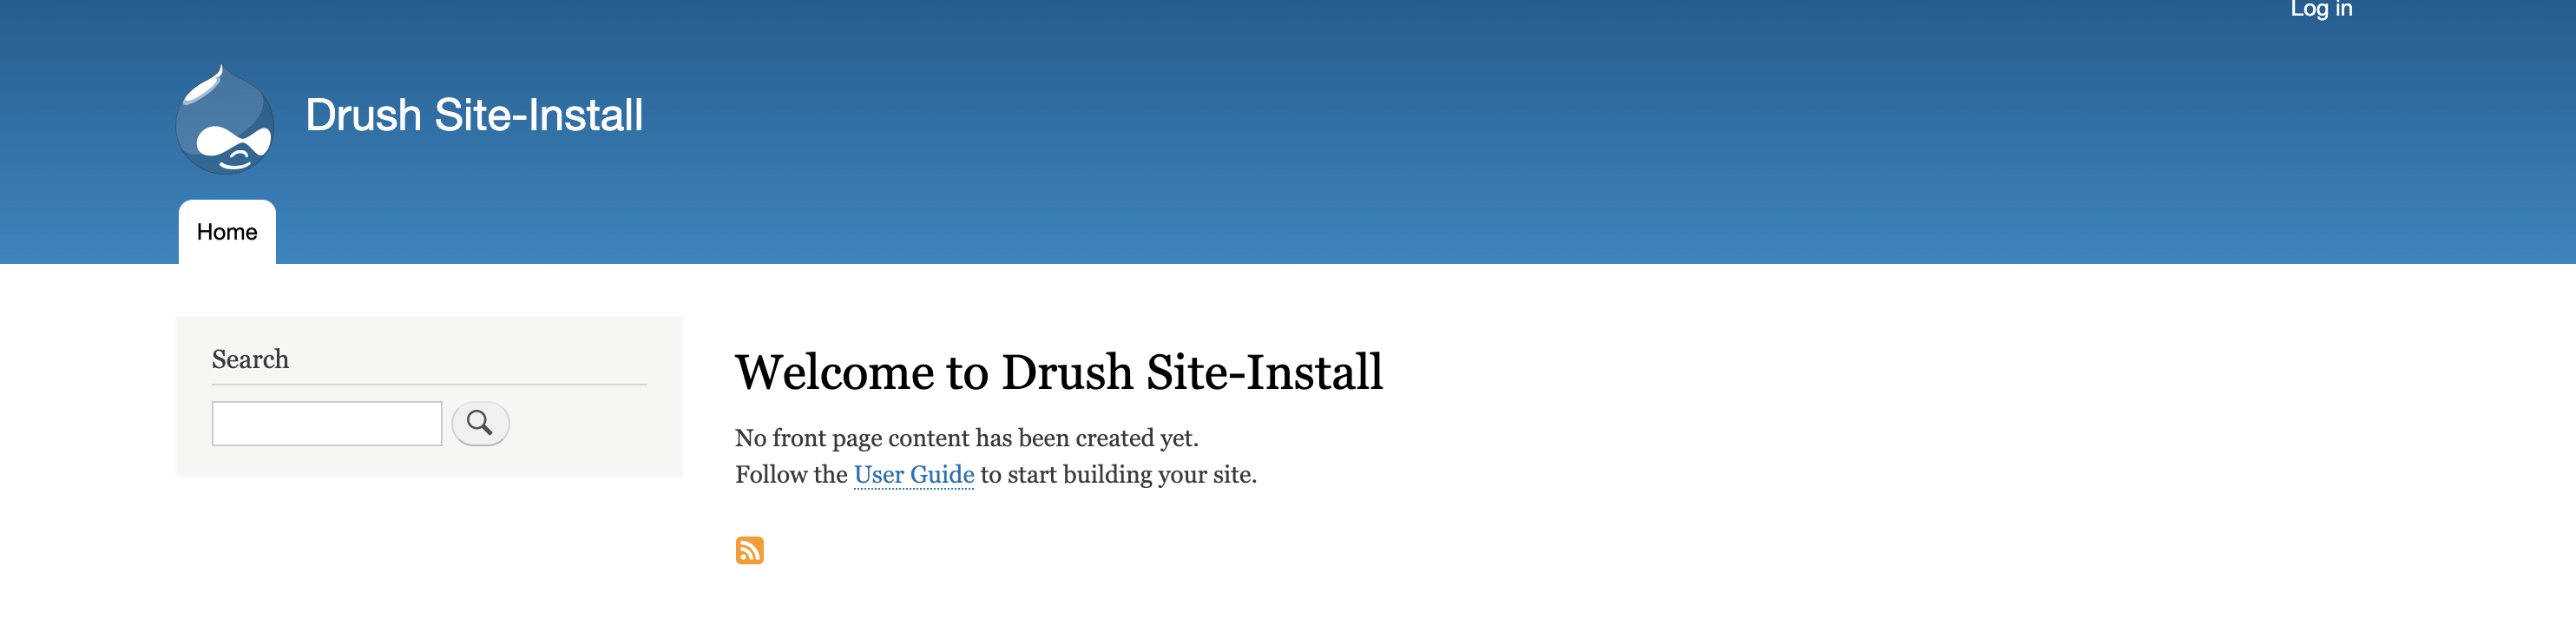 Log in
Drush Site-Install
Home
Search
Welcome to Drush Site-Install
No front page content has been created yet.
Follow the User Guide to start building your site.